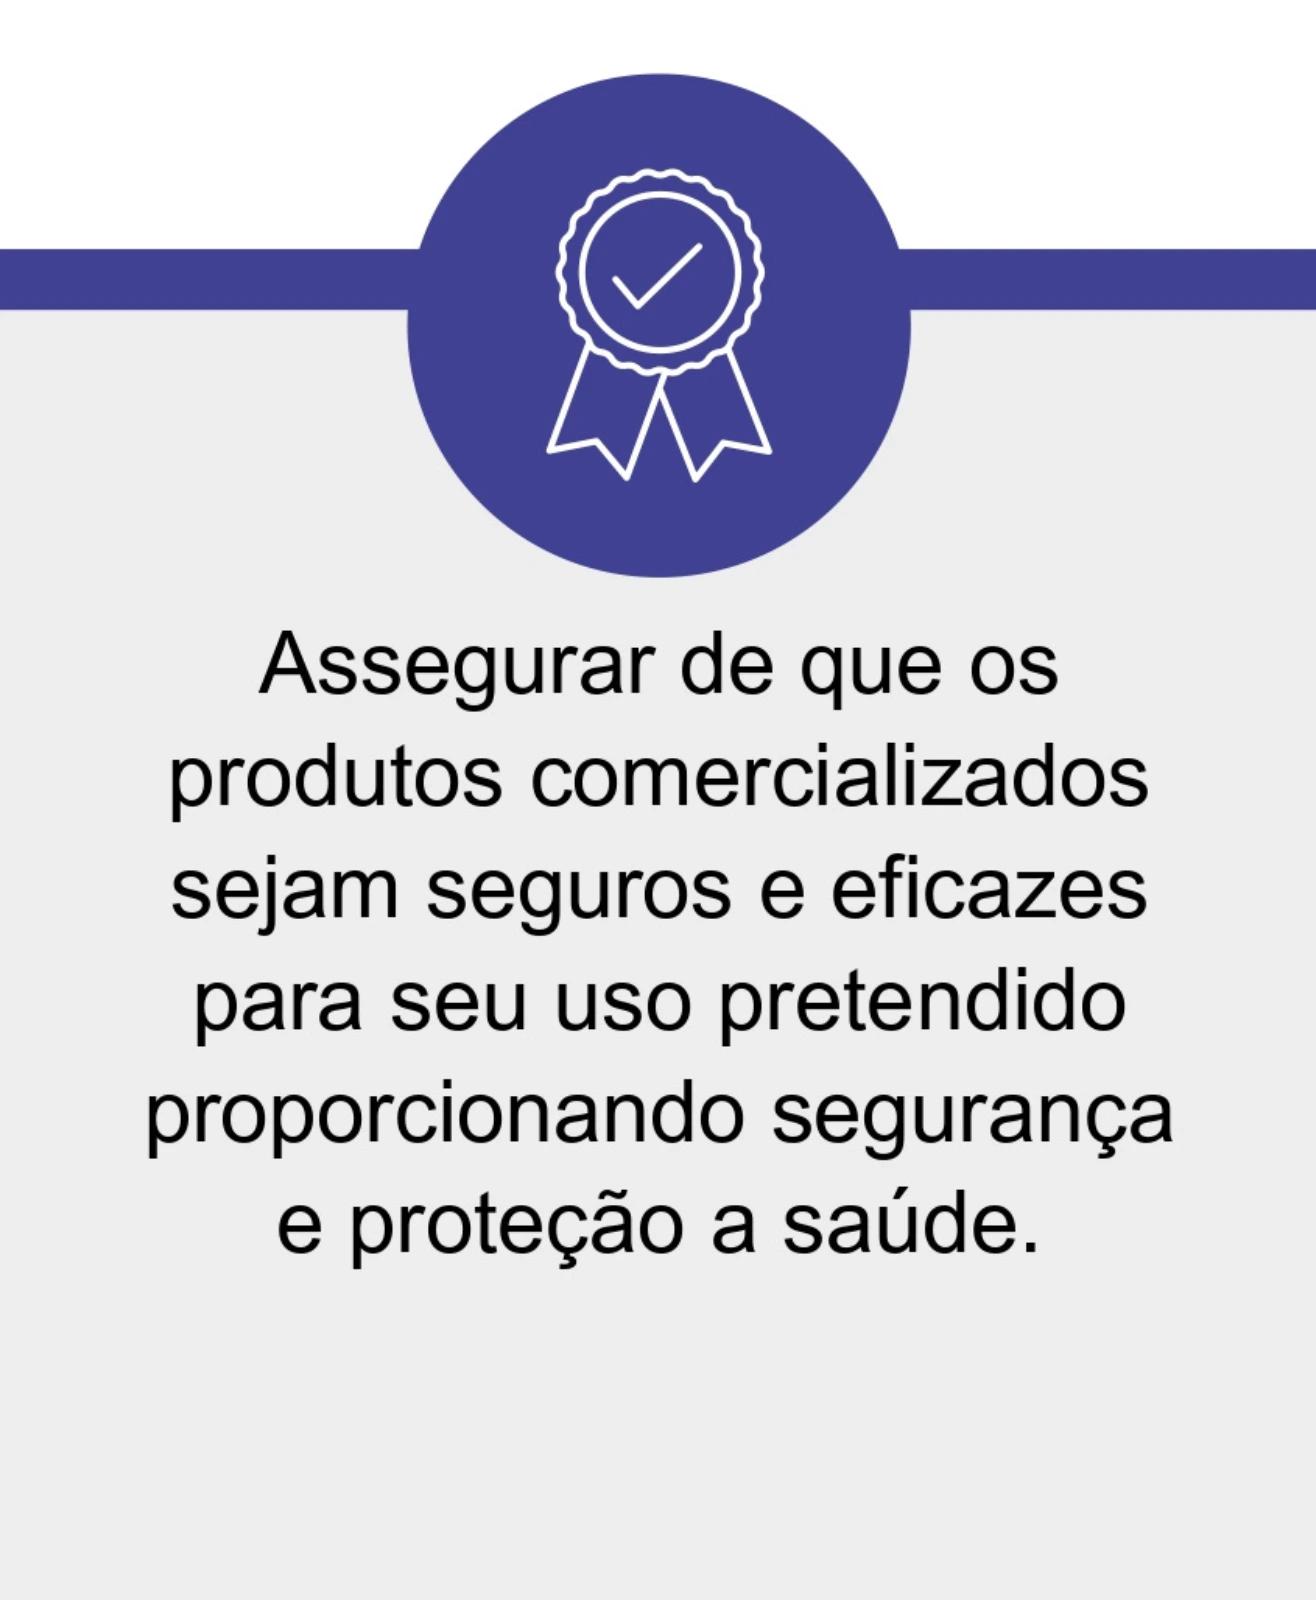 Assegurar de que os
produtos comercializados
sejam seguros e eficazes
para seu uso pretendido
proporcionando segurança
e proteção a saúde.